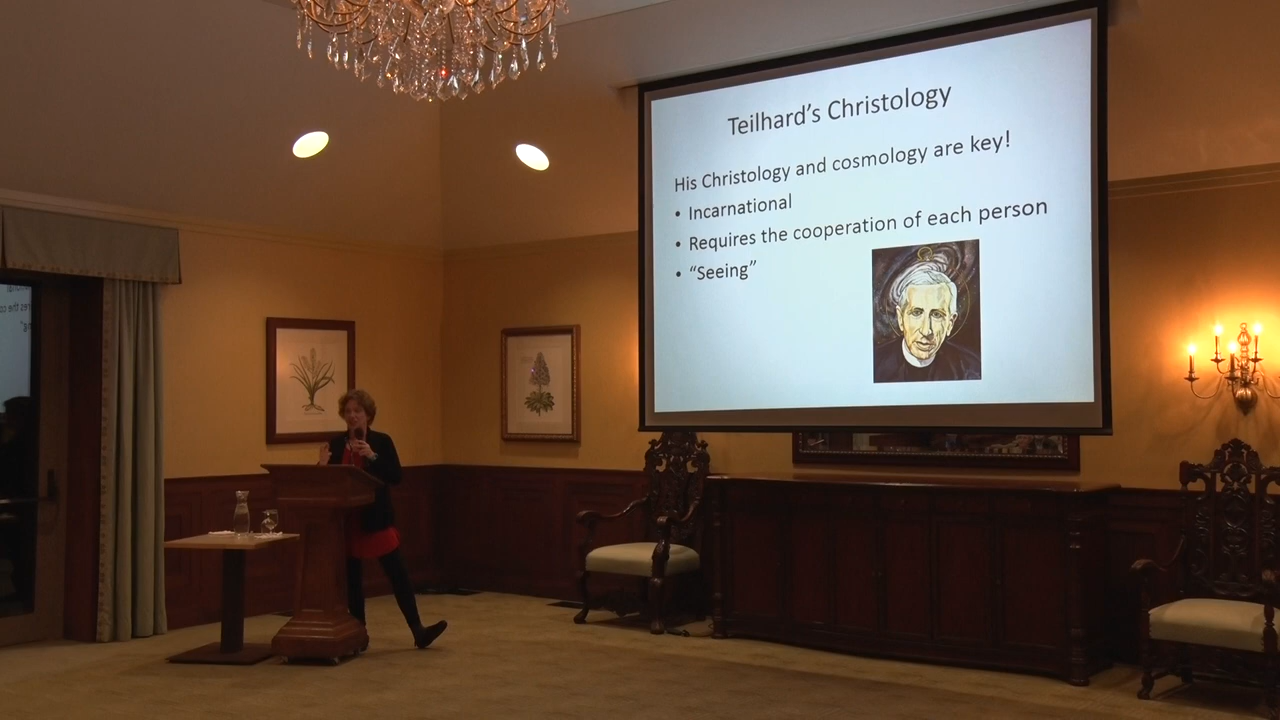 Teilhard's Christology
His Christology and cosmology are key!
• Incarnational
• Requires the cooperation of each person
• “Seeing”